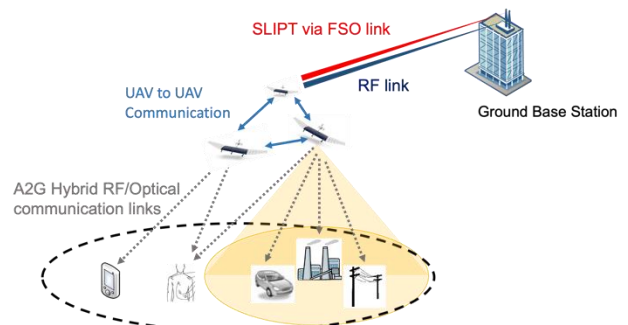 SLIPT via FSO link
RF link
Ground Base Station
UAV to UAV
Communication
A2G Hybrid RF/Optical
communication links